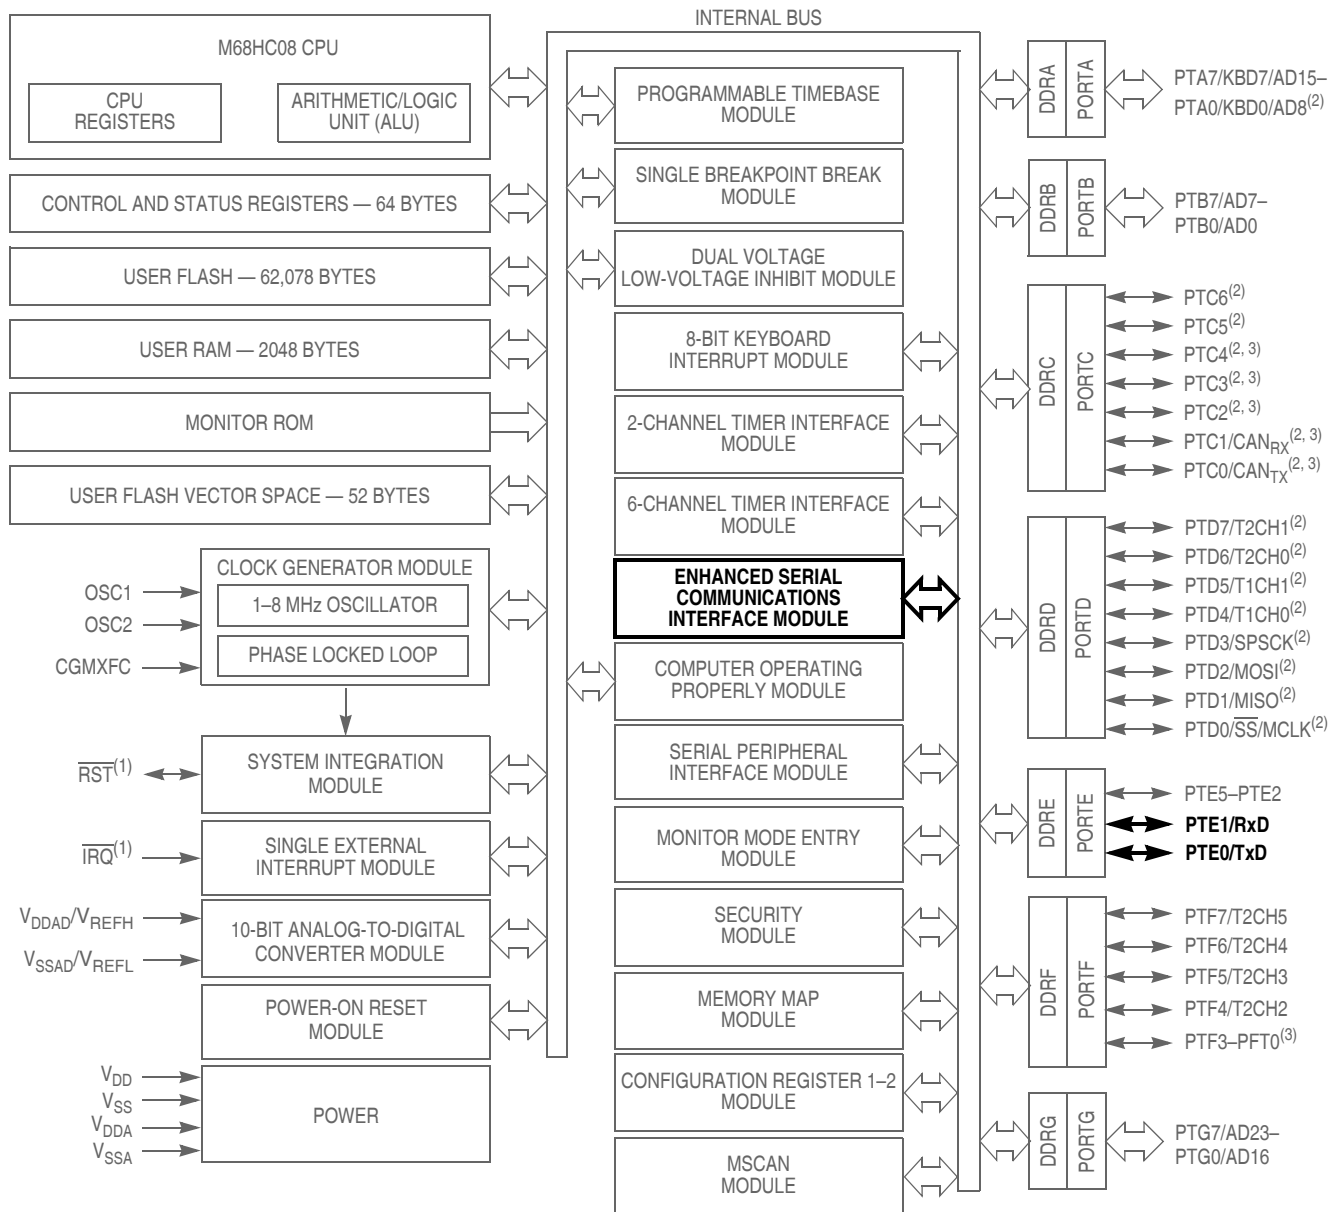 INTERNAL BUS
M68HC08 CPU
CPU
REGISTERS
ARITHMETIC/LOGIC
UNIT (ALU)
CONTROL AND STATUS REGISTERS — 64 BYTES
USER FLASH — 62,078 BYTES
USER RAM — 2048 BYTES
MONITOR ROM
USER FLASH VECTOR SPACE — 52 BYTES
OSC1
OSC2
CGMXFC
CLOCK GENERATOR MODULE
1–8 MHz OSCILLATOR
PHASE LOCKED LOOP
RST(1)
SYSTEM INTEGRATION
MODULE
IRQ(1)
SINGLE EXTERNAL
INTERRUPT MODULE
VDDAD/VREFH
VSSAD/VREFL
10-BIT ANALOG-TO-DIGITAL
CONVERTER MODULE
POWER-ON RESET
MODULE
VDD
VSS
VDDA
VSSA
POWER
PROGRAMMABLE TIMEBASE
MODULE
SINGLE BREAKPOINT BREAK
MODULE
DUAL VOLTAGE
LOW-VOLTAGE INHIBIT MODULE
8-BIT KEYBOARD
INTERRUPT MODULE
2-CHANNEL TIMER INTERFACE
MODULE
6-CHANNEL TIMER INTERFACE
MODULE
ENHANCED SERIAL
COMMUNICATIONS
INTERFACE MODULE
COMPUTER OPERATING
PROPERLY MODULE
SERIAL PERIPHERAL
INTERFACE MODULE
MONITOR MODE ENTRY
MODULE
SECURITY
MODULE
MEMORY MAP
MODULE
CONFIGURATION REGISTER 1–2
MODULE
MSCAN
MODULE
DDRA
PORTA
PTA7/KBD7/AD15–
PTA0/KBD0/AD8(2)
DDRB
PORTB
PTB7/AD7–
PTB0/AD0
DDRC
PORTC
PTC6(2)
PTC5(2)
PTC4(2, 3)
PTC3(2, 3)
PTC2(2, 3)
PTC1/CANRX(2, 3)
PTC0/CANTX(2, 3)
DDRD
PORTD
PTD7/T2CH1(2)
PTD6/T2CH0(2)
PTD5/T1CH1(2)
PTD4/T1CH0(2)
PTD3/SPSCK(2)
PTD2/MOSI(2)
PTD1/MISO(2)
PTD0/SS/MCLK(2)
DDRE
PORTE
PTE5–PTE2
PTE1/RxD
PTE0/TxD
DDRF
PORTF
PTF7/T2CH5
PTF6/T2CH4
PTF5/T2CH3
PTF4/T2CH2
PTF3–PFT0(3)
DDRG
PORTG
PTG7/AD23–
PTG0/AD16